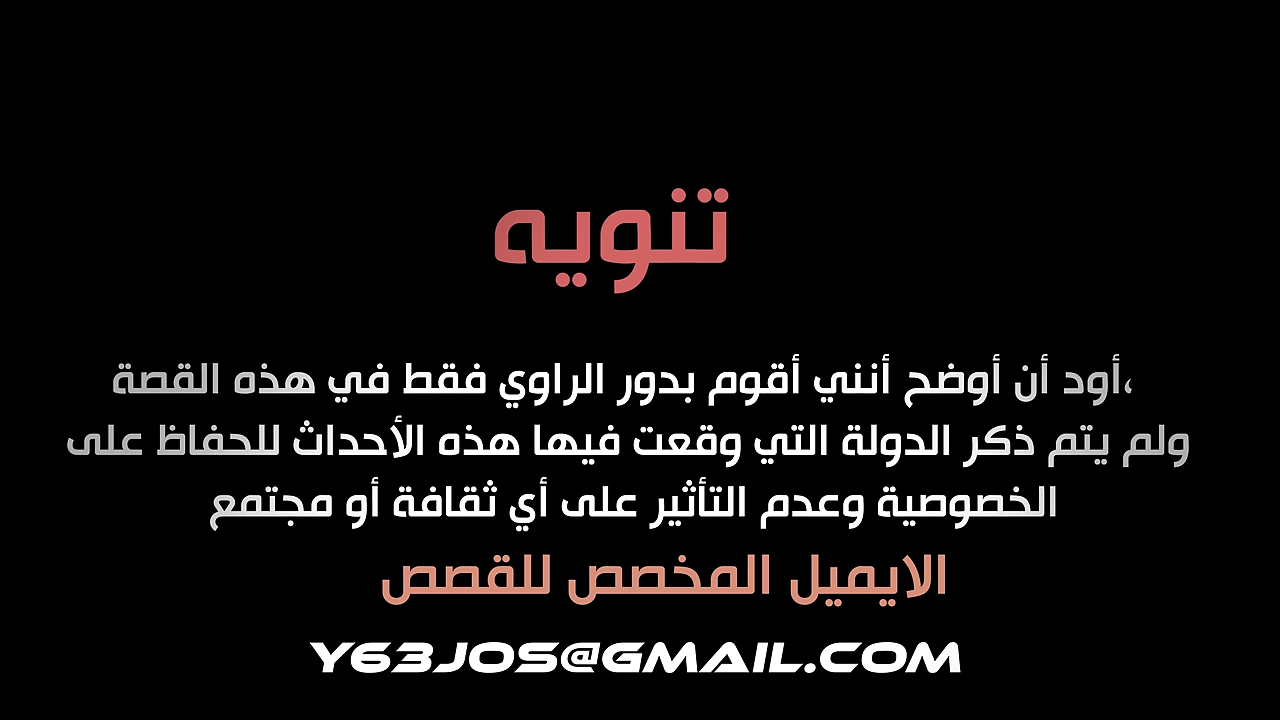 تنويه
أود أن أوضح أنني أقوم بدور الراوي فقط في هذه القصة،
ولم يتم ذكر الدولة التي وقعت فيها هذه الأحداث للحفاظ على
الخصوصية وعدم التأثير على أي ثقافة أو مجتمع
الايميل المخصص للقصص
Y63JOS@GMAIL.COM